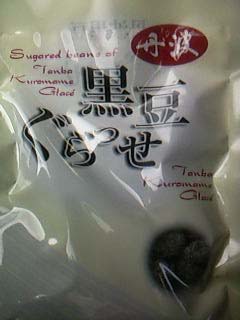 Sugared beans of
Tanba
Kuromame
Glacé
丹波
黒豆
ぐらっせ
Tanba
Kuromame
Glacé